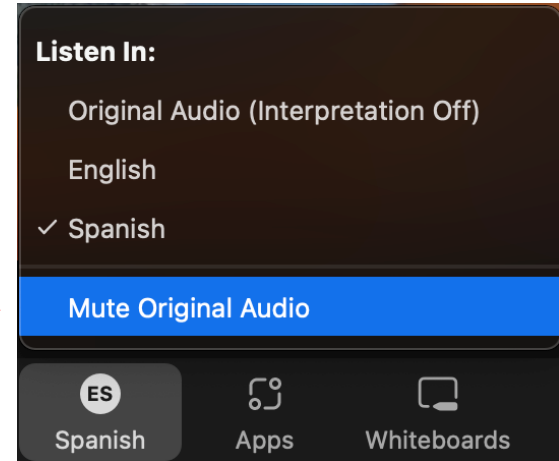 Listen In:
Original Audio (Interpretation Off)
English
✓ Spanish
Mute Original Audio
ES
Spanish Apps Whiteboards